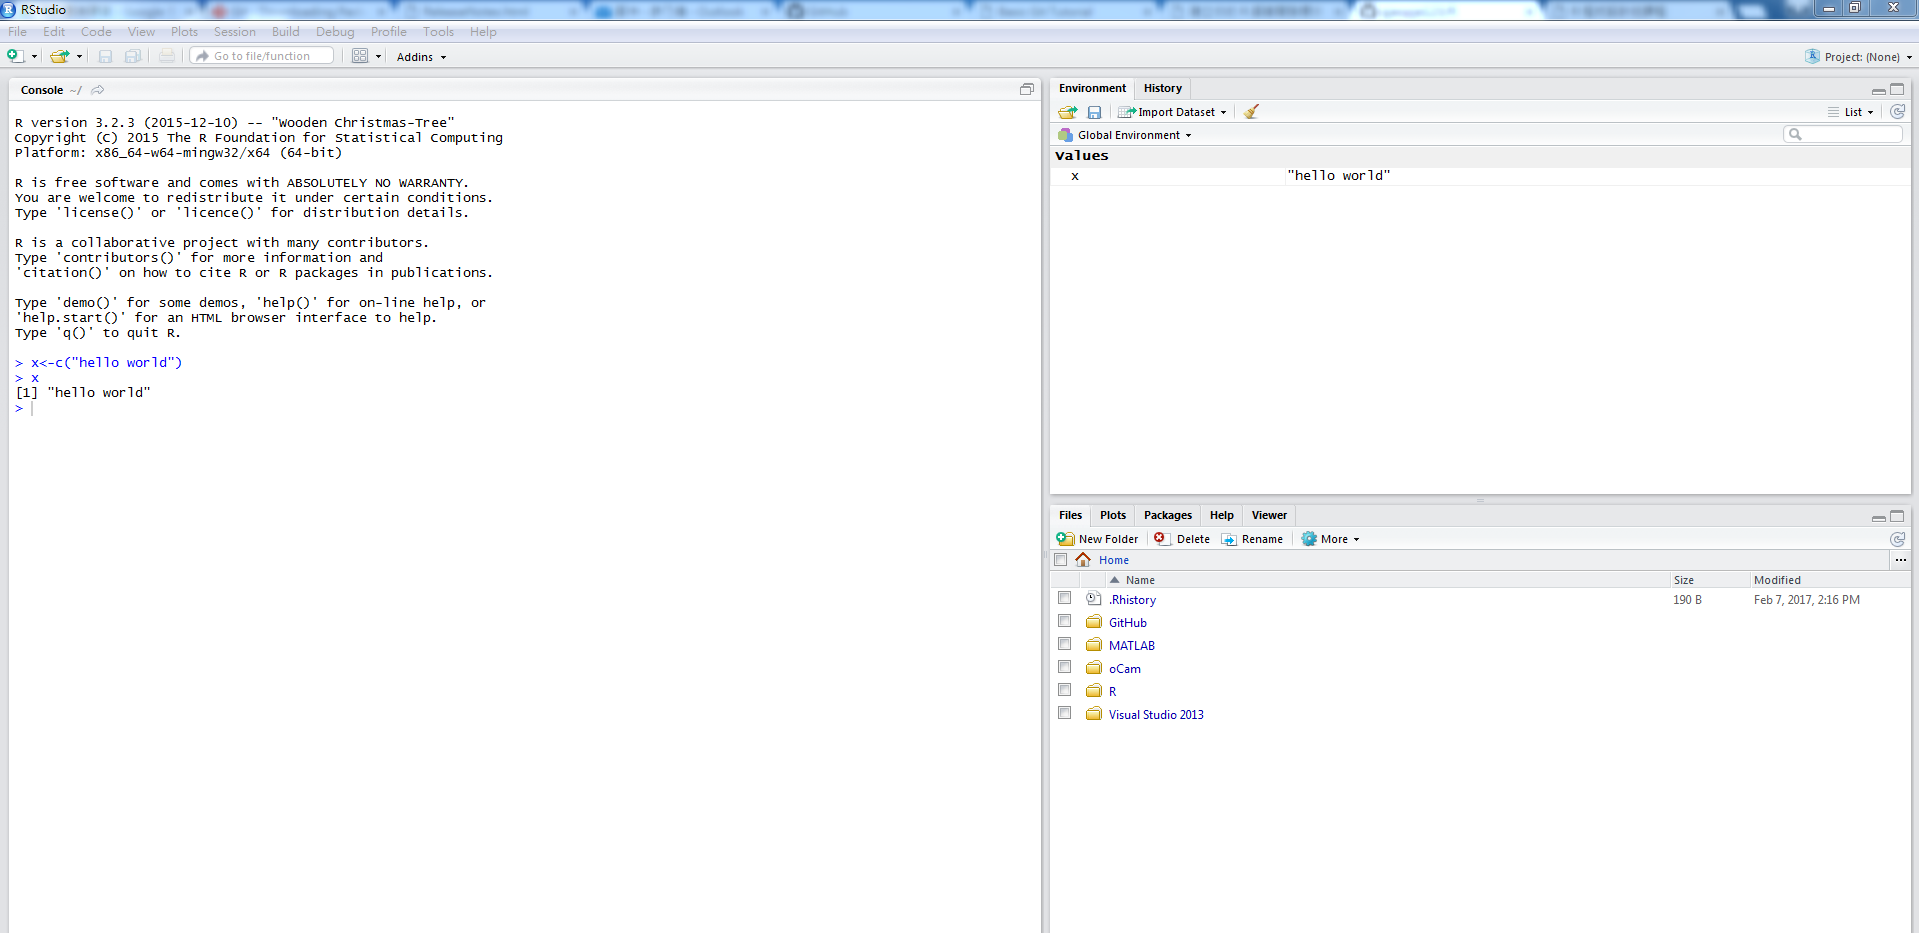 RStudio
File Edit Code View Plots Session Build Debug Profile Tools Help
Go to file/function Addins Project: (None)
Console ~/
R version 3.2.3 (2015-12-10) -- "Wooden Christmas-Tree"
Copyright (C) 2015 The R Foundation for Statistical Computing
Platform: x86_64-w64-mingw32/x64 (64-bit)
R is free software and comes with ABSOLUTELY NO WARRANTY.
You are welcome to redistribute it under certain conditions.
Type 'license()' or 'licence()' for distribution details.
R is a collaborative project with many contributors.
Type 'contributors()' for more information and
'citation()' on how to cite R or R packages in publications.
Type 'demo()' for some demos, 'help()' for on-line help, or
'help.start()' for an HTML browser interface to help.
Type 'q()' to quit R.
> x<-c("hello world")
> x
[1] "hello world"
>
Environment History
Import Dataset List
Global Environment
Values
x "hello world"
Files Plots Packages Help Viewer
New Folder Delete Rename More
Home ...
Name Size Modified
.Rhistory 190 B Feb 7, 2017, 2:16 PM
GitHub
MATLAB
oCam
R
Visual Studio 2013